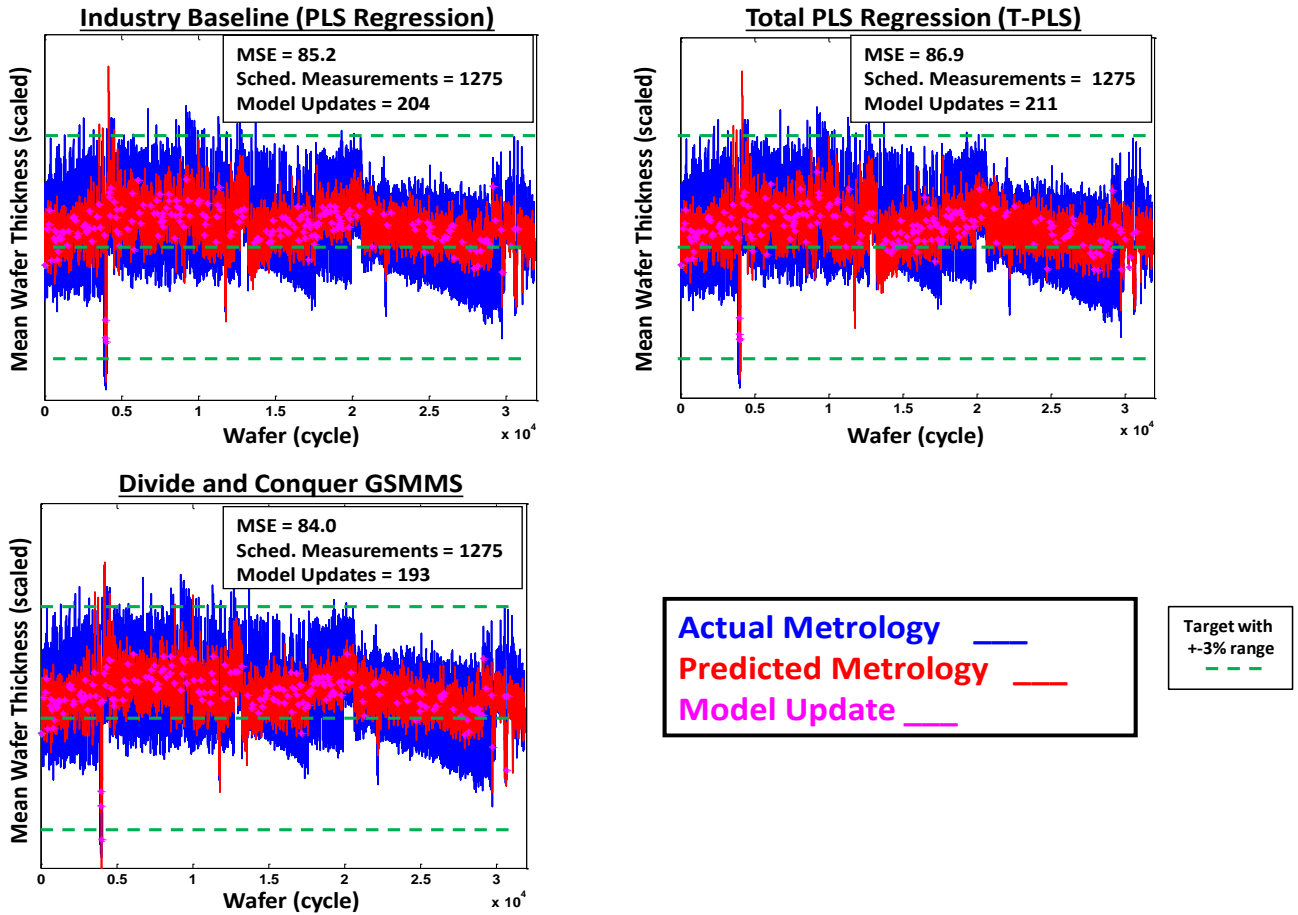 Industry Baseline (PLS Regression)
MSE = 85.2
Sched. Measurements = 1275
Model Updates = 204
Mean Wafer Thickness (scaled)
0 0.5 1 1.5 2 2.5 3
x 10^4
Wafer (cycle)
Total PLS Regression (T-PLS)
MSE = 86.9
Sched. Measurements = 1275
Model Updates = 211
Mean Wafer Thickness (scaled)
0 0.5 1 1.5 2 2.5 3
x 10^4
Wafer (cycle)
Divide and Conquer GSMMS
MSE = 84.0
Sched. Measurements = 1275
Model Updates = 193
Mean Wafer Thickness (scaled)
0 0.5 1 1.5 2 2.5 3
x 10^4
Wafer (cycle)
Actual Metrology ___
Predicted Metrology ___
Model Update ___
Target with
+-3% range